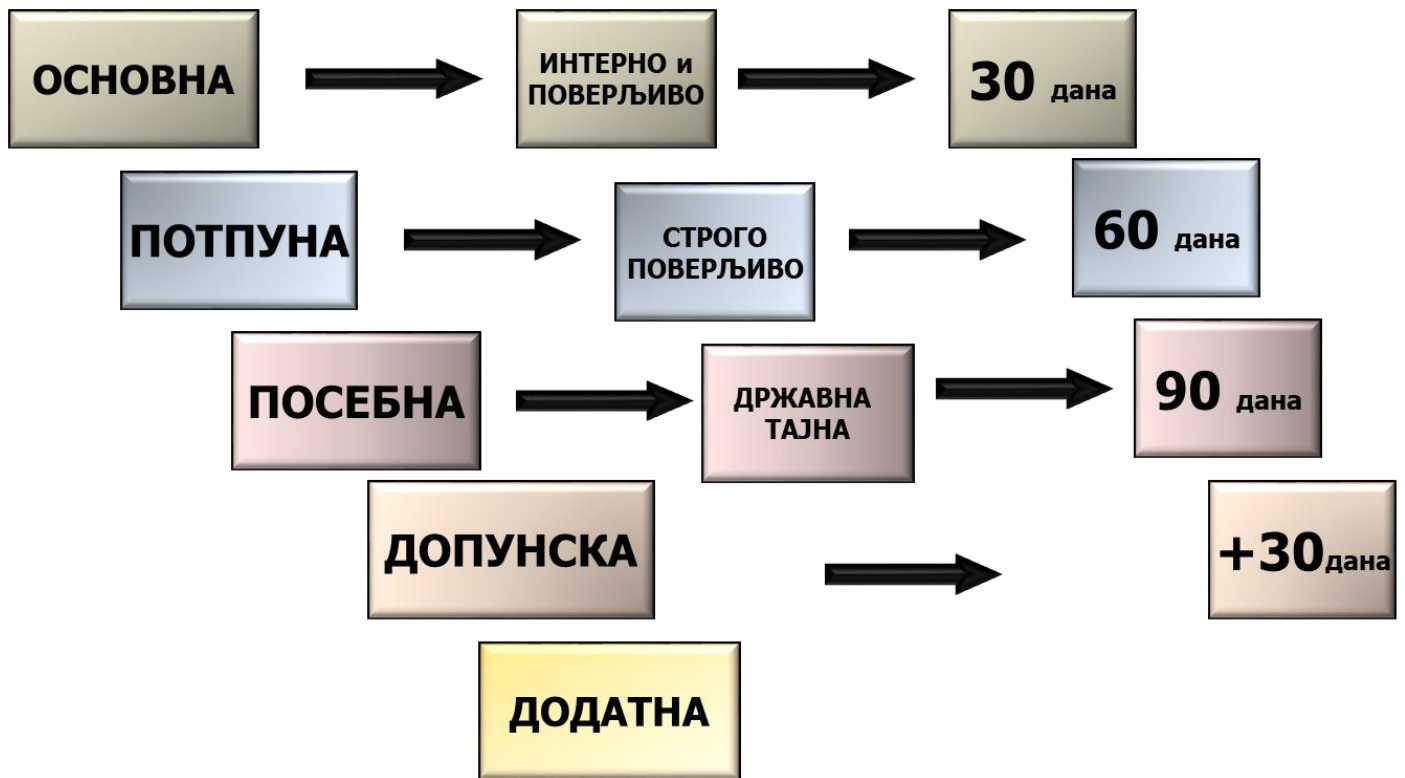 ОСНОВНА
ИНТЕРНО и
ПОВЕРЉИВО
30 дана
ПОТПУНА
СТРОГО
ПОВЕРЉИВО
60 дана
ПОСЕБНА
ДРЖАВНА
ТАЈНА
90 дана
ДОПУНСКА
+30дана
ДОДАТНА